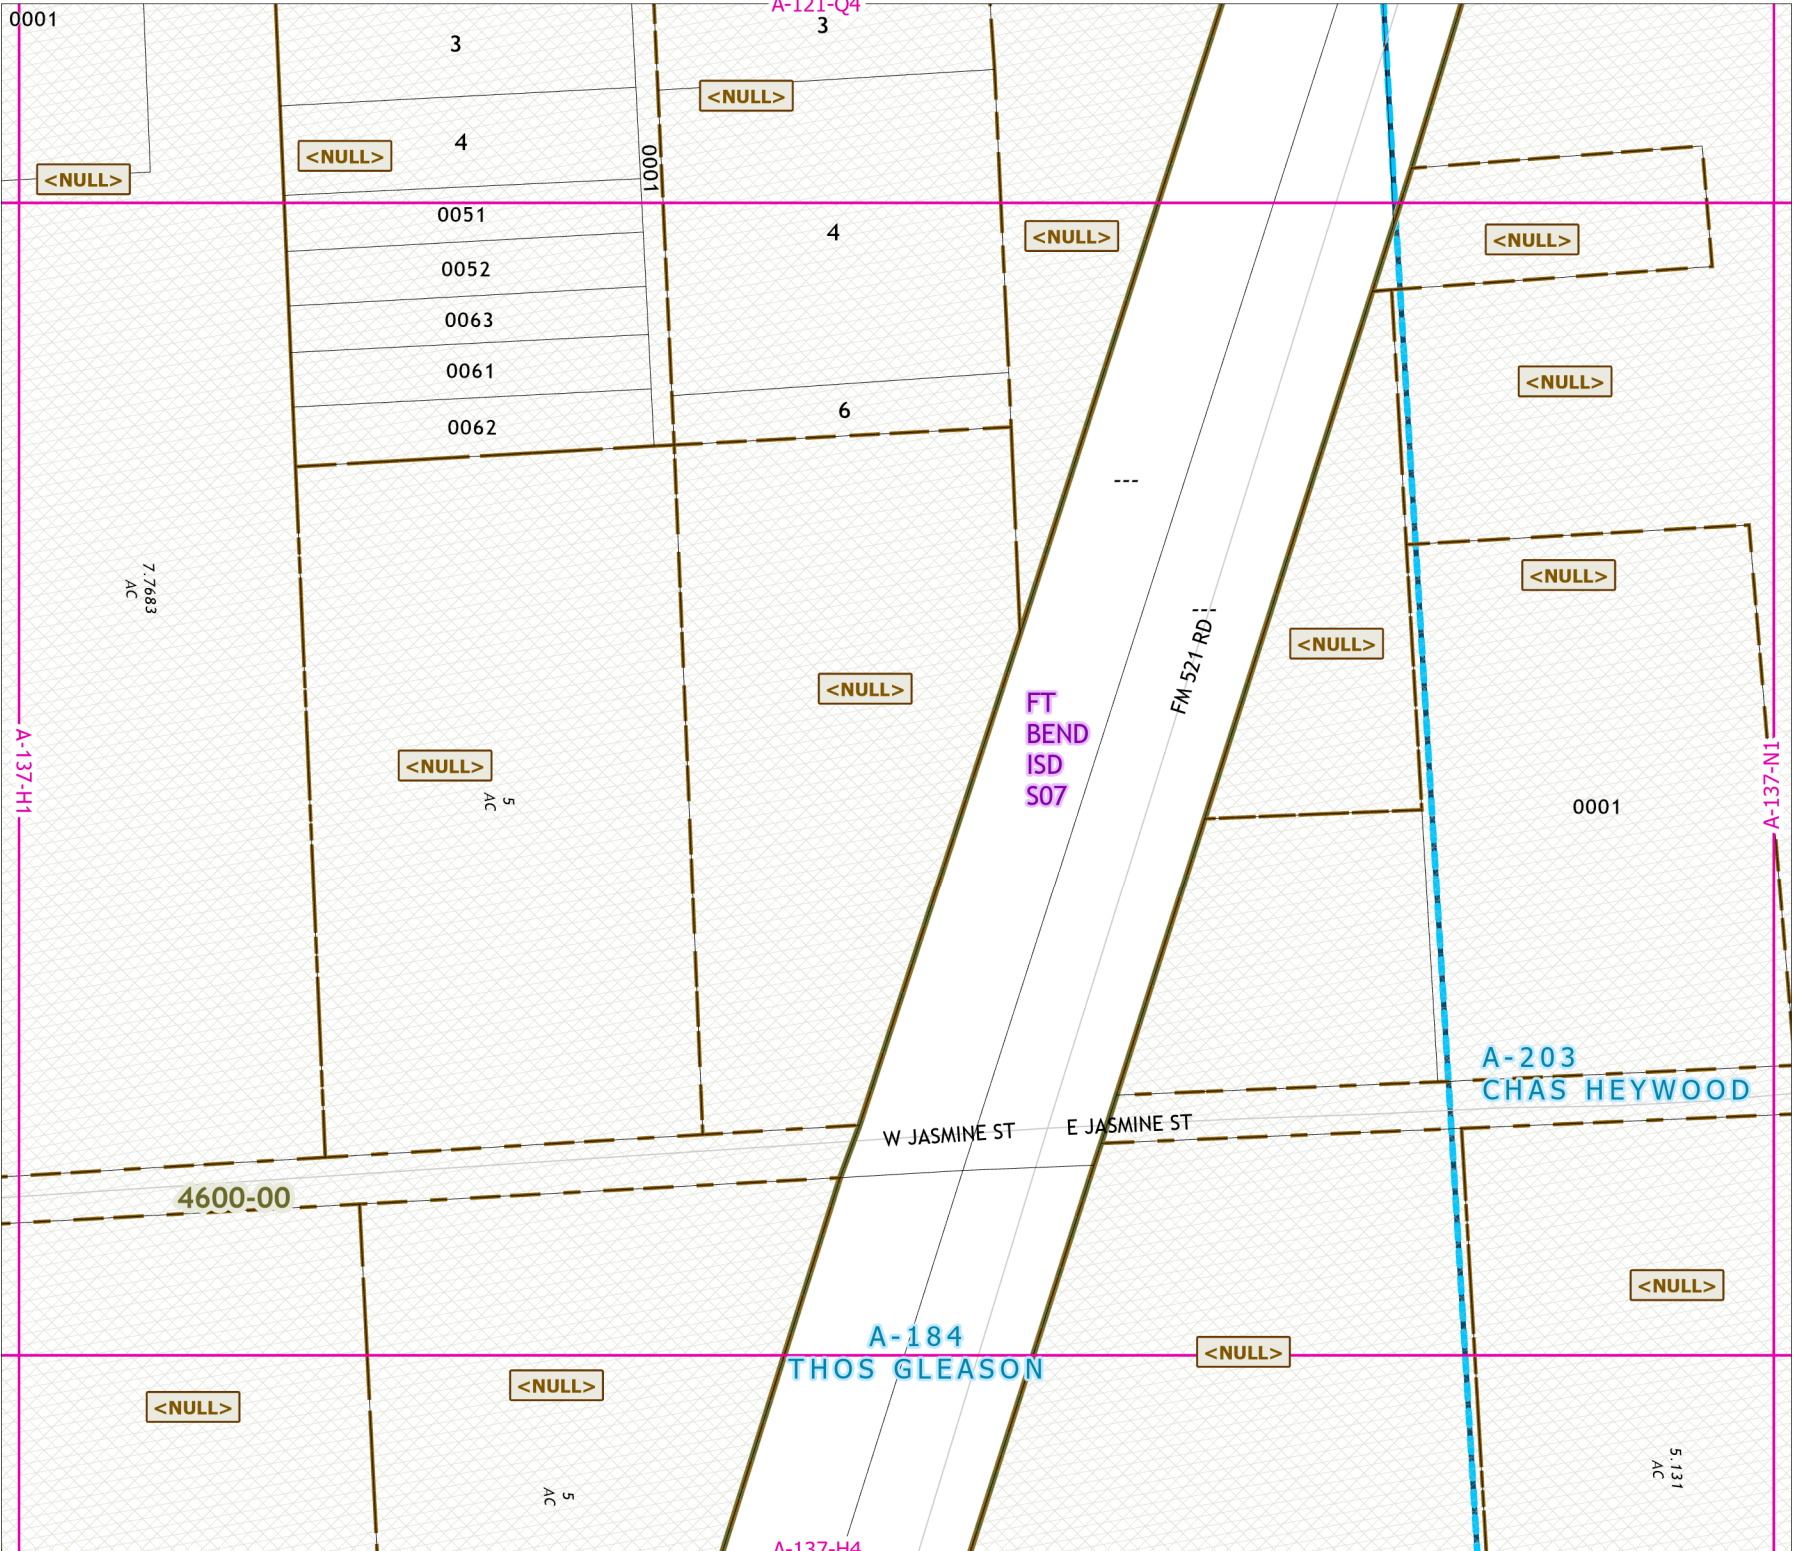 A-121-Q4
0001
3
3
<NULL>
4
<NULL>
0001
<NULL>
0051
4
<NULL>
<NULL>
0052
0063
0061
<NULL>
6
0062
---
7.7683
AC
<NULL>
---
FM 521 RD
<NULL>
<NULL>
FT
BEND
ISD
S07
A-137-H1
A-137-N1
<NULL>
5
AC
0001
A-203
CHAS HEYWOOD
W JASMINE ST
E JASMINE ST
4600-00
<NULL>
A-184
THOS GLEASON
<NULL>
<NULL>
<NULL>
5
AC
5.131
AC
A-137-H4